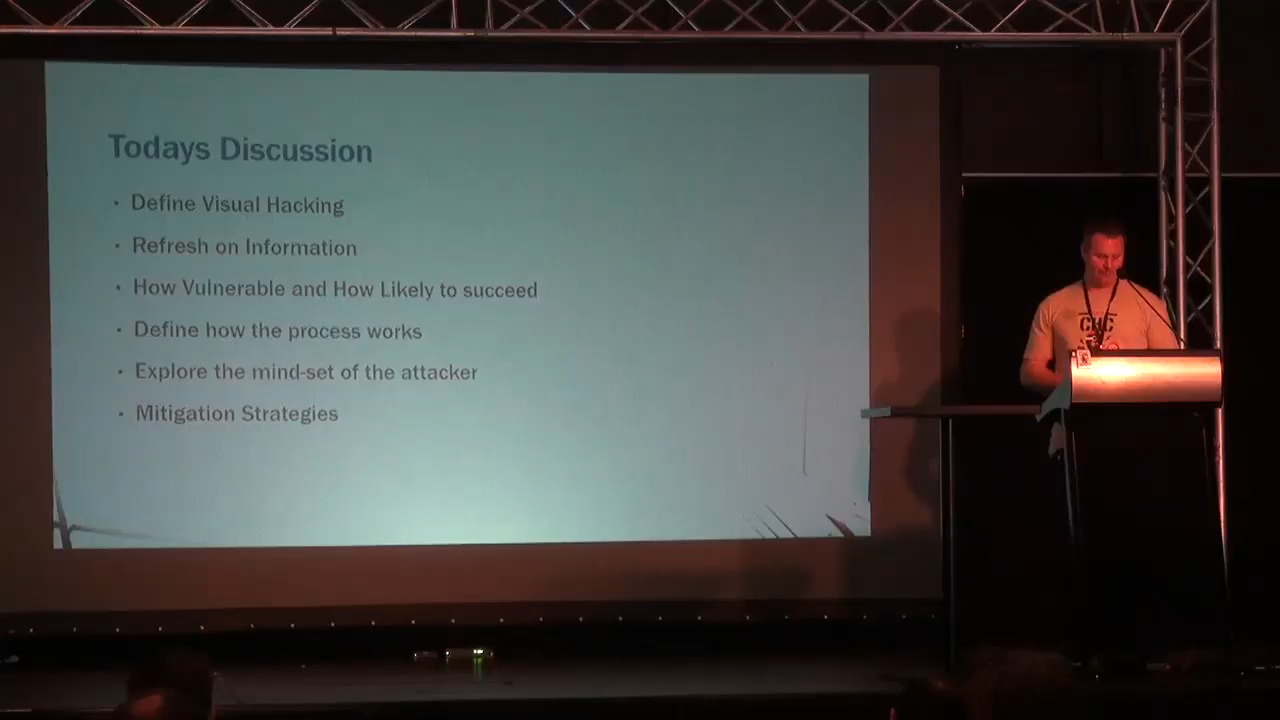 Todays Discussion
• Define Visual Hacking
• Refresh on Information
• How Vulnerable and How Likely to succeed
• Define how the process works
• Explore the mind-set of the attacker
• Mitigation Strategies
CHC